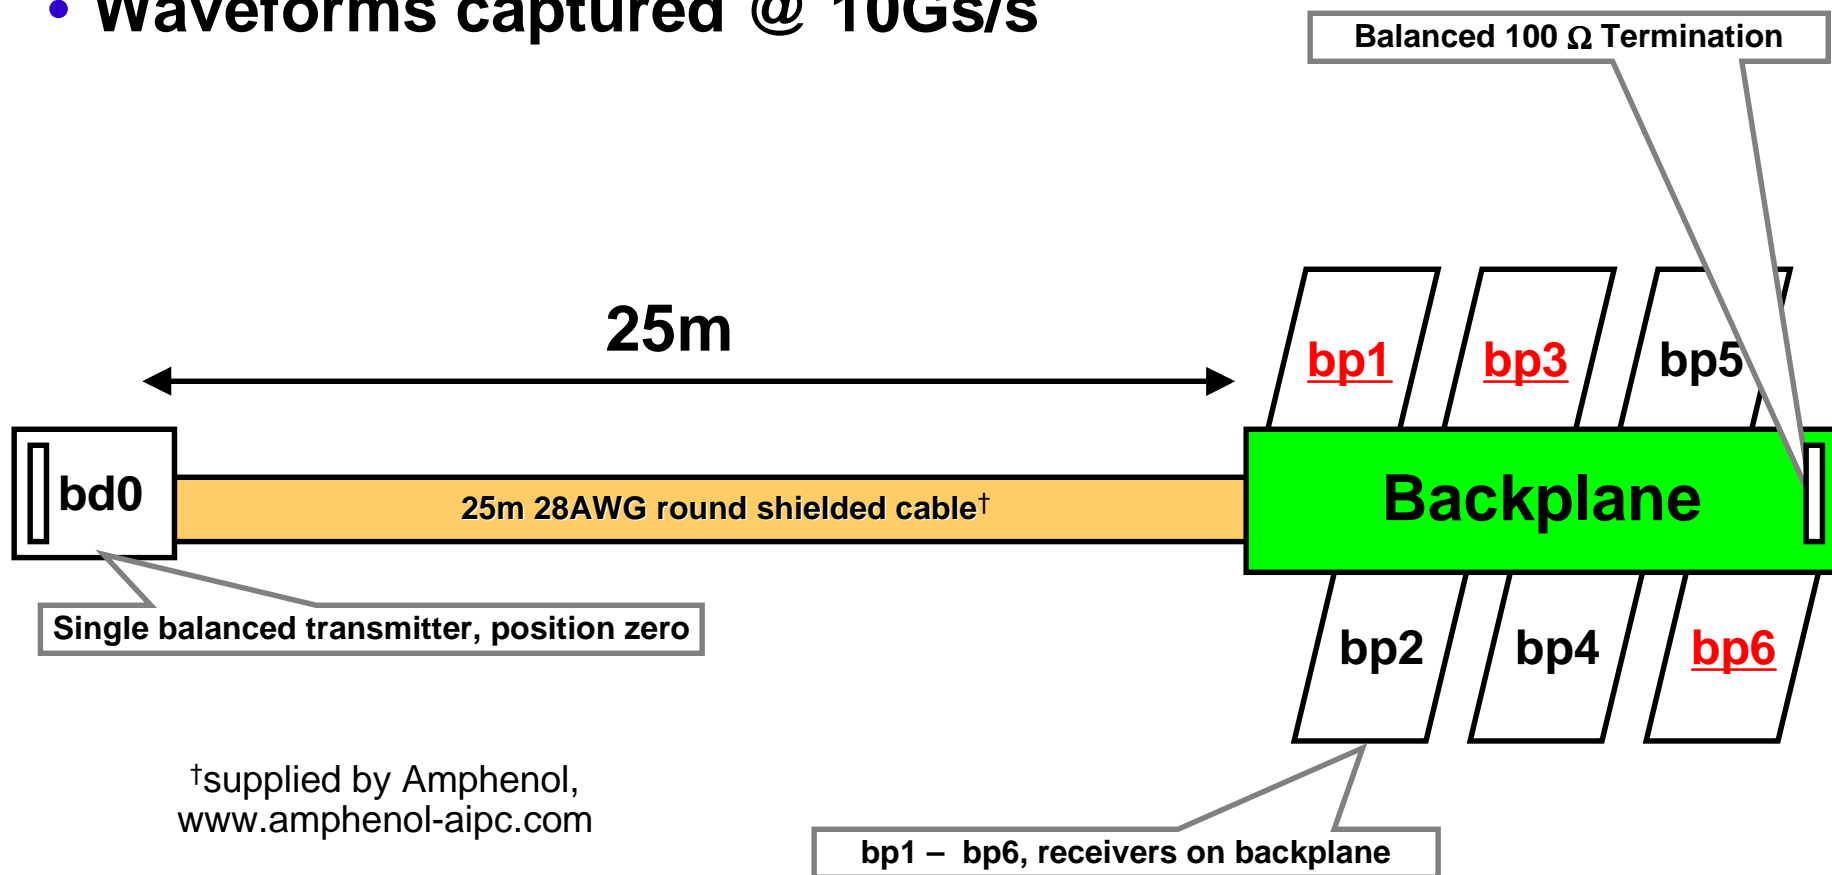 • Waveforms captured @ 10Gs/s
Balanced 100 Ω Termination
25m
bp1 bp3 bp5
bd0
25m 28AWG round shielded cable†
Backplane
Single balanced transmitter, position zero
bp2 bp4 bp6
†supplied by Amphenol,
www.amphenol-aipc.com
bp1 – bp6, receivers on backplane